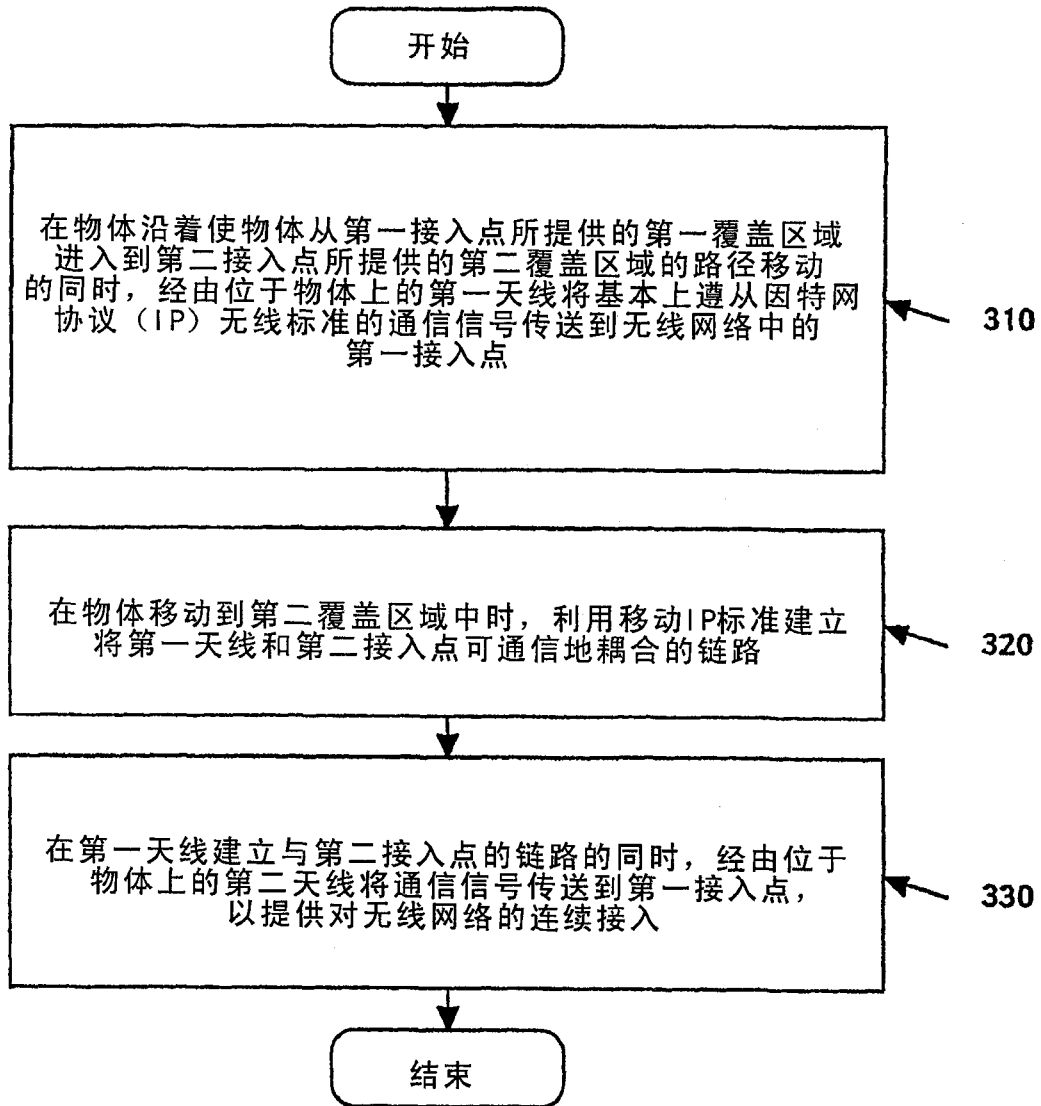 开始
在物体沿着使物体从第一接入点所提供的第一覆盖区域
进入到第二接入点所提供的第二覆盖区域的路径移动
的同时，经由位于物体上的第一天线将基本上遵从因特网
协议（IP）无线标准的通信信号传送到无线网络中的
第一接入点
310
在物体移动到第二覆盖区域中时，利用移动IP标准建立
将第一天线和第二接入点可通信地耦合的链路
320
在第一天线建立与第二接入点的链路的同时，经由位于
物体上的第二天线将通信信号传送到第一接入点，
以提供对无线网络的连续接入
330
结束